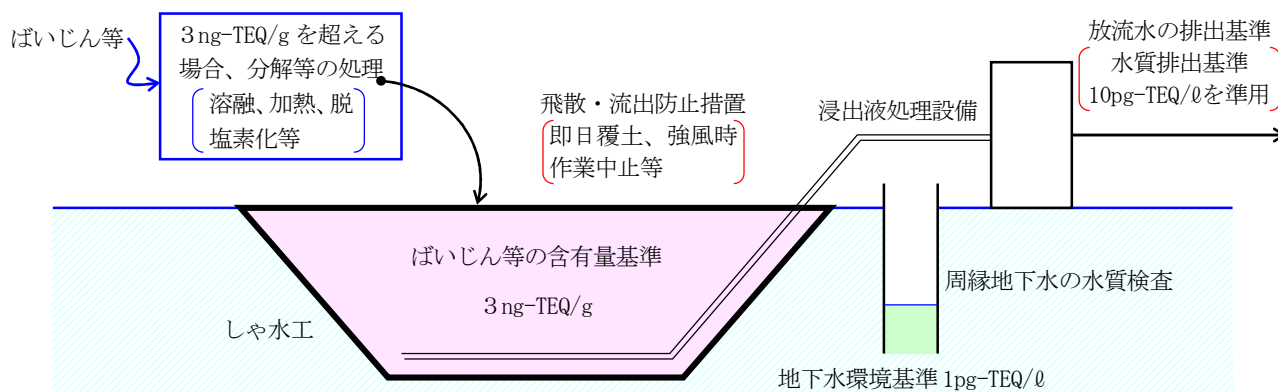 ばいじん等
3ng-TEQ/gを超える
場合、分解等の処理
溶融、加熱、脱
塩素化等
飛散・流出防止措置
即日覆土、強風時
作業中止等
浸出液処理設備
放流水の排出基準
水質排出基準
10pg-TEQ/ℓを準用
ばいじん等の含有量基準
3ng-TEQ/g
しゃ水工
周縁地下水の水質検査
地下水環境基準1pg-TEQ/ℓ